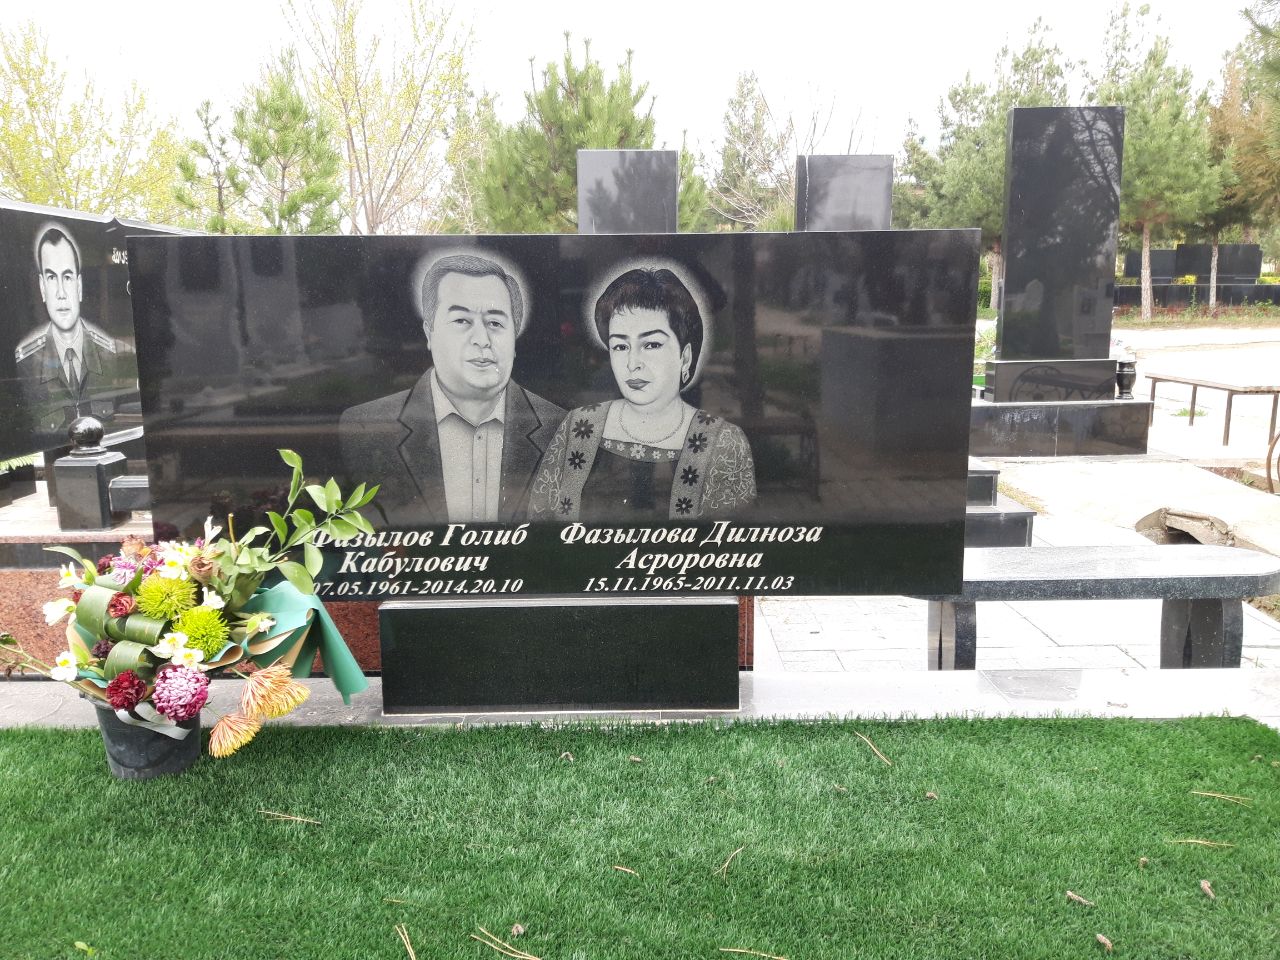 Фазылов Голиб
Кабулович
07.05.1961-2014.20.10
Фазылова Дилноза
Асроровна
15.11.1965-2011.11.03